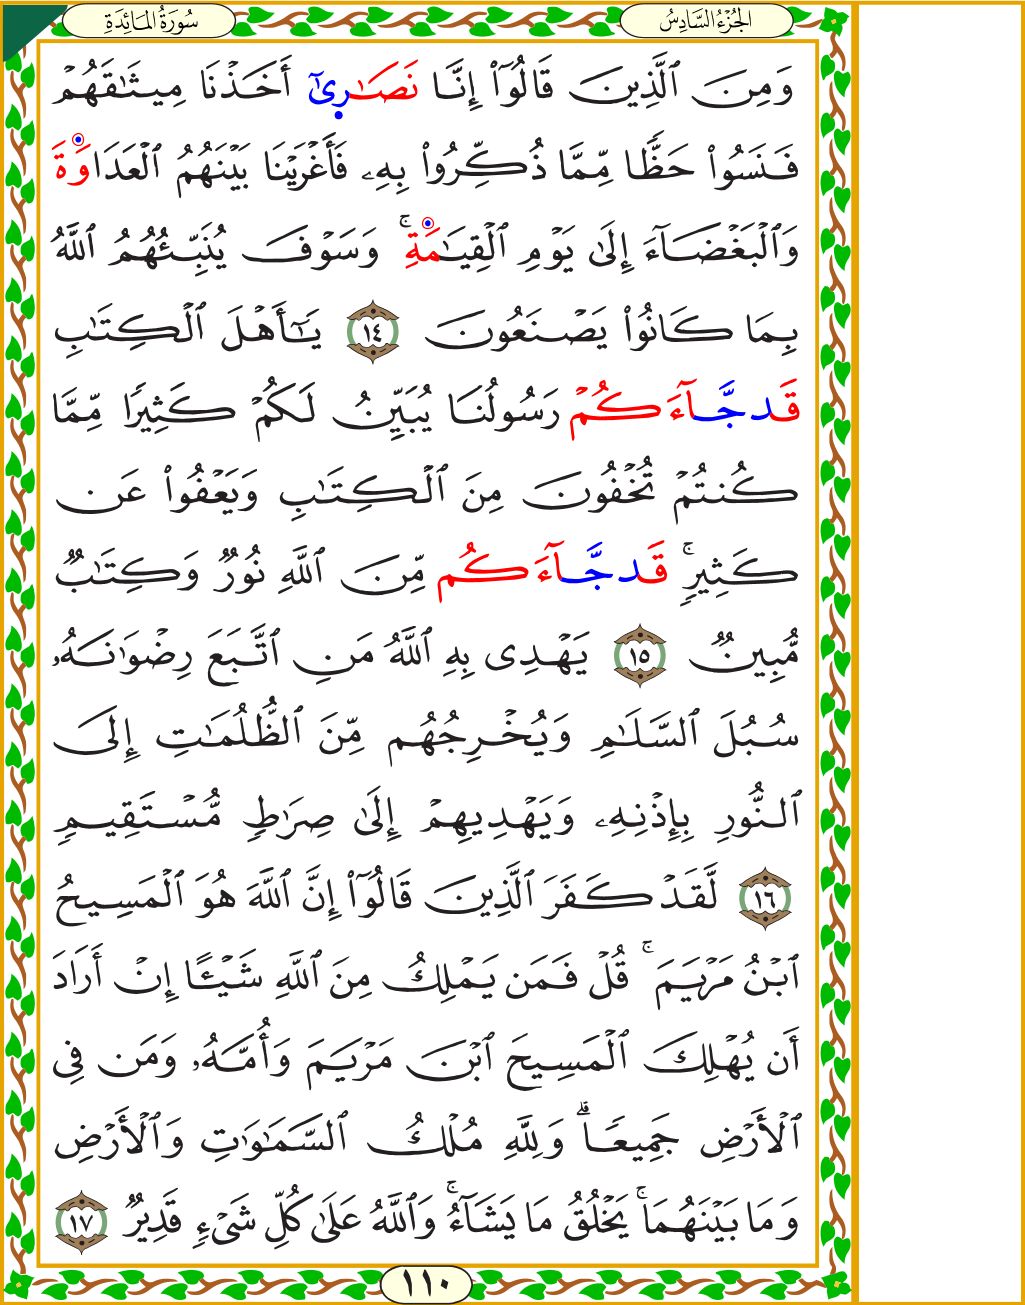 سُورَةُ المَائِدَةِ
الجُزْءُ السَّادِسُ
وَمِنَ ٱلَّذِينَ قَالُوٓاْ إِنَّا نَصَٰرِىٰٓ أَخَذْنَا مِيثَٰقَهُمْ
فَنَسُواْ حَظًّا مِّمَّا ذُكِّرُواْ بِهِۦ فَأَغْرَيْنَا بَيْنَهُمُ ٱلْعَدَاوَةَ
وَٱلْبَغْضَآءَ إِلَىٰ يَوْمِ ٱلْقِيَٰمَةِ ۚ وَسَوْفَ يُنَبِّئُهُمُ ٱللَّهُ
بِمَا كَانُواْ يَصْنَعُونَ ١٤ يَٰٓأَهْلَ ٱلْكِتَٰبِ
قَد جَّآءَكُمْ رَسُولُنَا يُبَيِّنُ لَكُمْ كَثِيرًا مِّمَّا
كُنتُمْ تُخْفُونَ مِنَ ٱلْكِتَٰبِ وَيَعْفُواْ عَن
كَثِيرٍ ۚ قَد جَّآءَكُم مِّنَ ٱللَّهِ نُورٌ وَكِتَٰبٌ
مُّبِينٌ ١٥ يَهْدِى بِهِ ٱللَّهُ مَنِ ٱتَّبَعَ رِضْوَٰنَهُۥ
سُبُلَ ٱلسَّلَٰمِ وَيُخْرِجُهُم مِّنَ ٱلظُّلُمَٰتِ إِلَى
ٱلنُّورِ بِإِذْنِهِۦ وَيَهْدِيهِمْ إِلَىٰ صِرَٰطٍ مُّسْتَقِيمٍ
١٦ لَّقَدْ كَفَرَ ٱلَّذِينَ قَالُوٓاْ إِنَّ ٱللَّهَ هُوَ ٱلْمَسِيحُ
ٱبْنُ مَرْيَمَ ۚ قُلْ فَمَن يَمْلِكُ مِنَ ٱللَّهِ شَيْـًٔا إِنْ أَرَادَ
أَن يُهْلِكَ ٱلْمَسِيحَ ٱبْنَ مَرْيَمَ وَأُمَّهُۥ وَمَن فِى
ٱلْأَرْضِ جَمِيعًا ۗ وَلِلَّهِ مُلْكُ ٱلسَّمَٰوَٰتِ وَٱلْأَرْضِ
وَمَا بَيْنَهُمَا ۚ يَخْلُقُ مَا يَشَآءُ ۚ وَٱللَّهُ عَلَىٰ كُلِّ شَىْءٍ قَدِيرٌ ١٧
١١٠